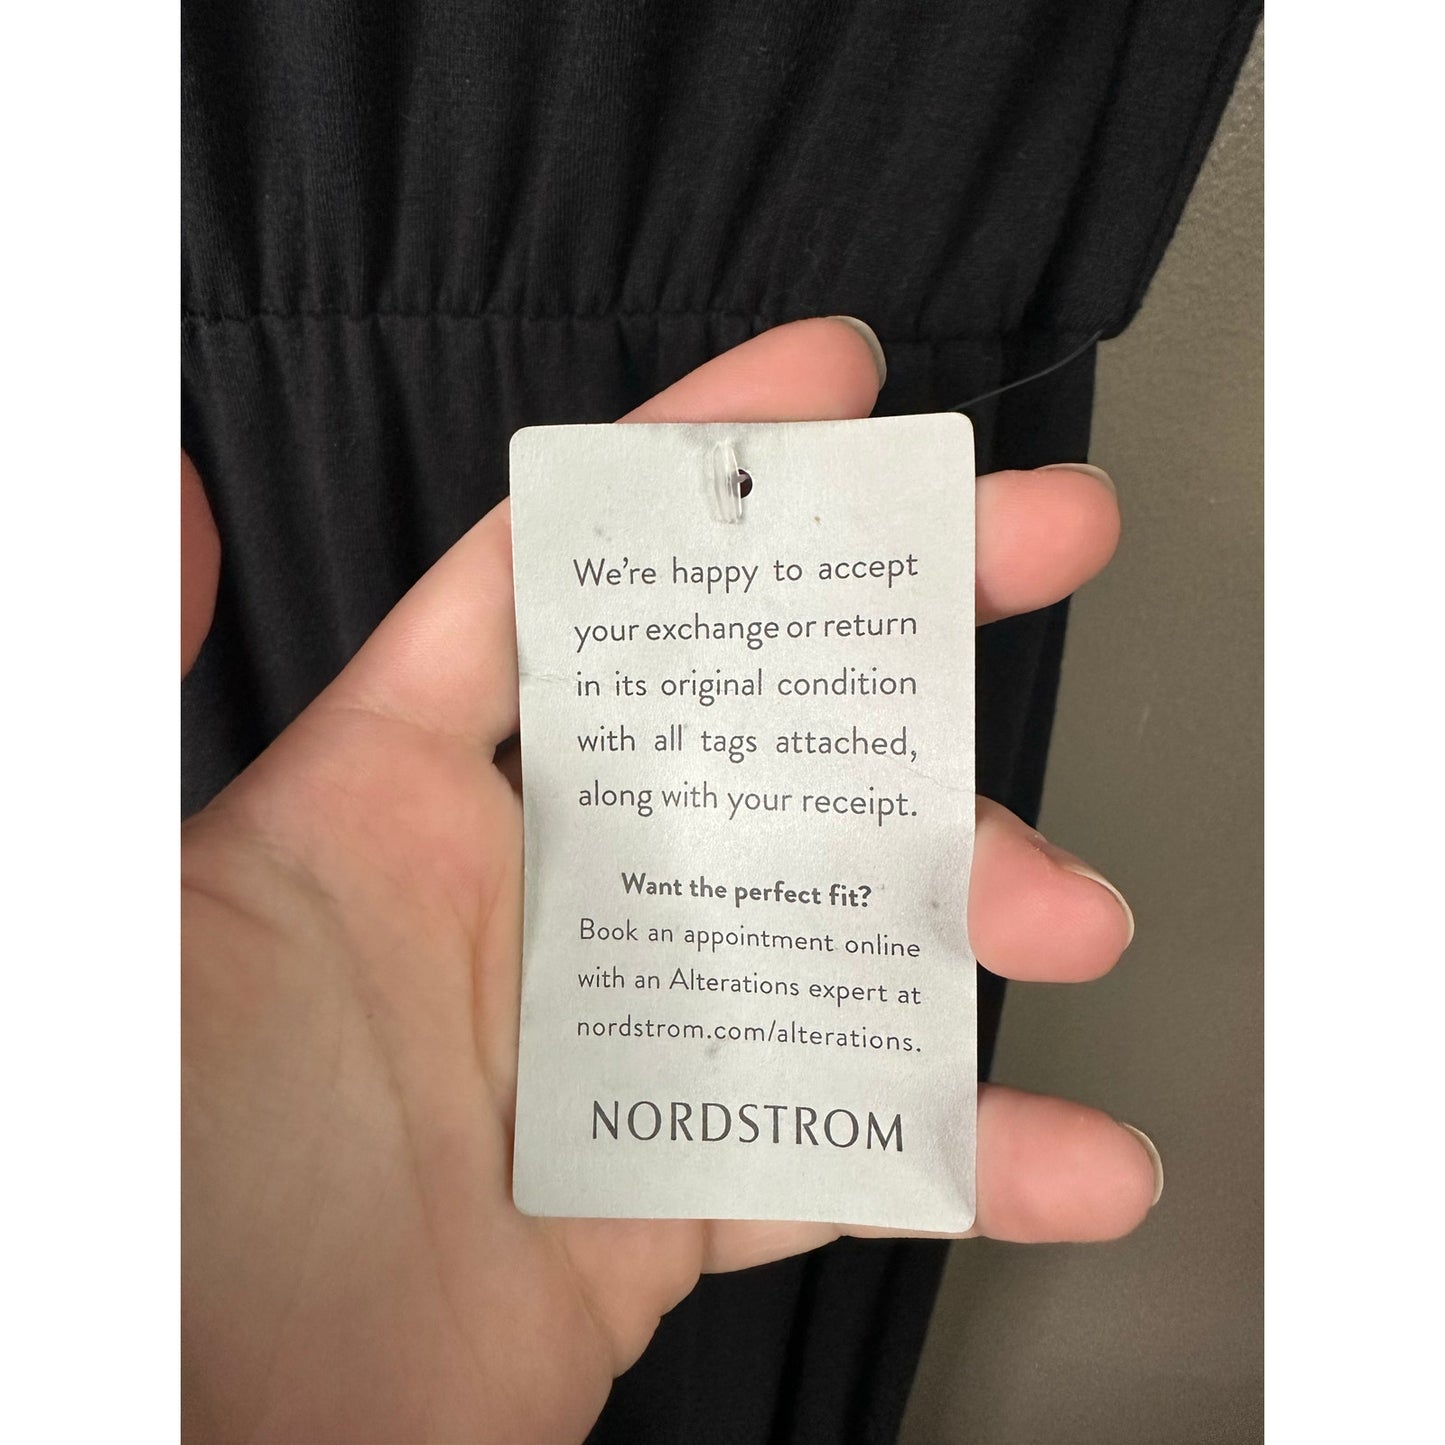 We're happy to accept
your exchange or return
in its original condition
with all tags attached,
along with your receipt.
Want the perfect fit?
Book an appointment online
with an Alterations expert at
nordstrom.com/alterations.
NORDSTROM